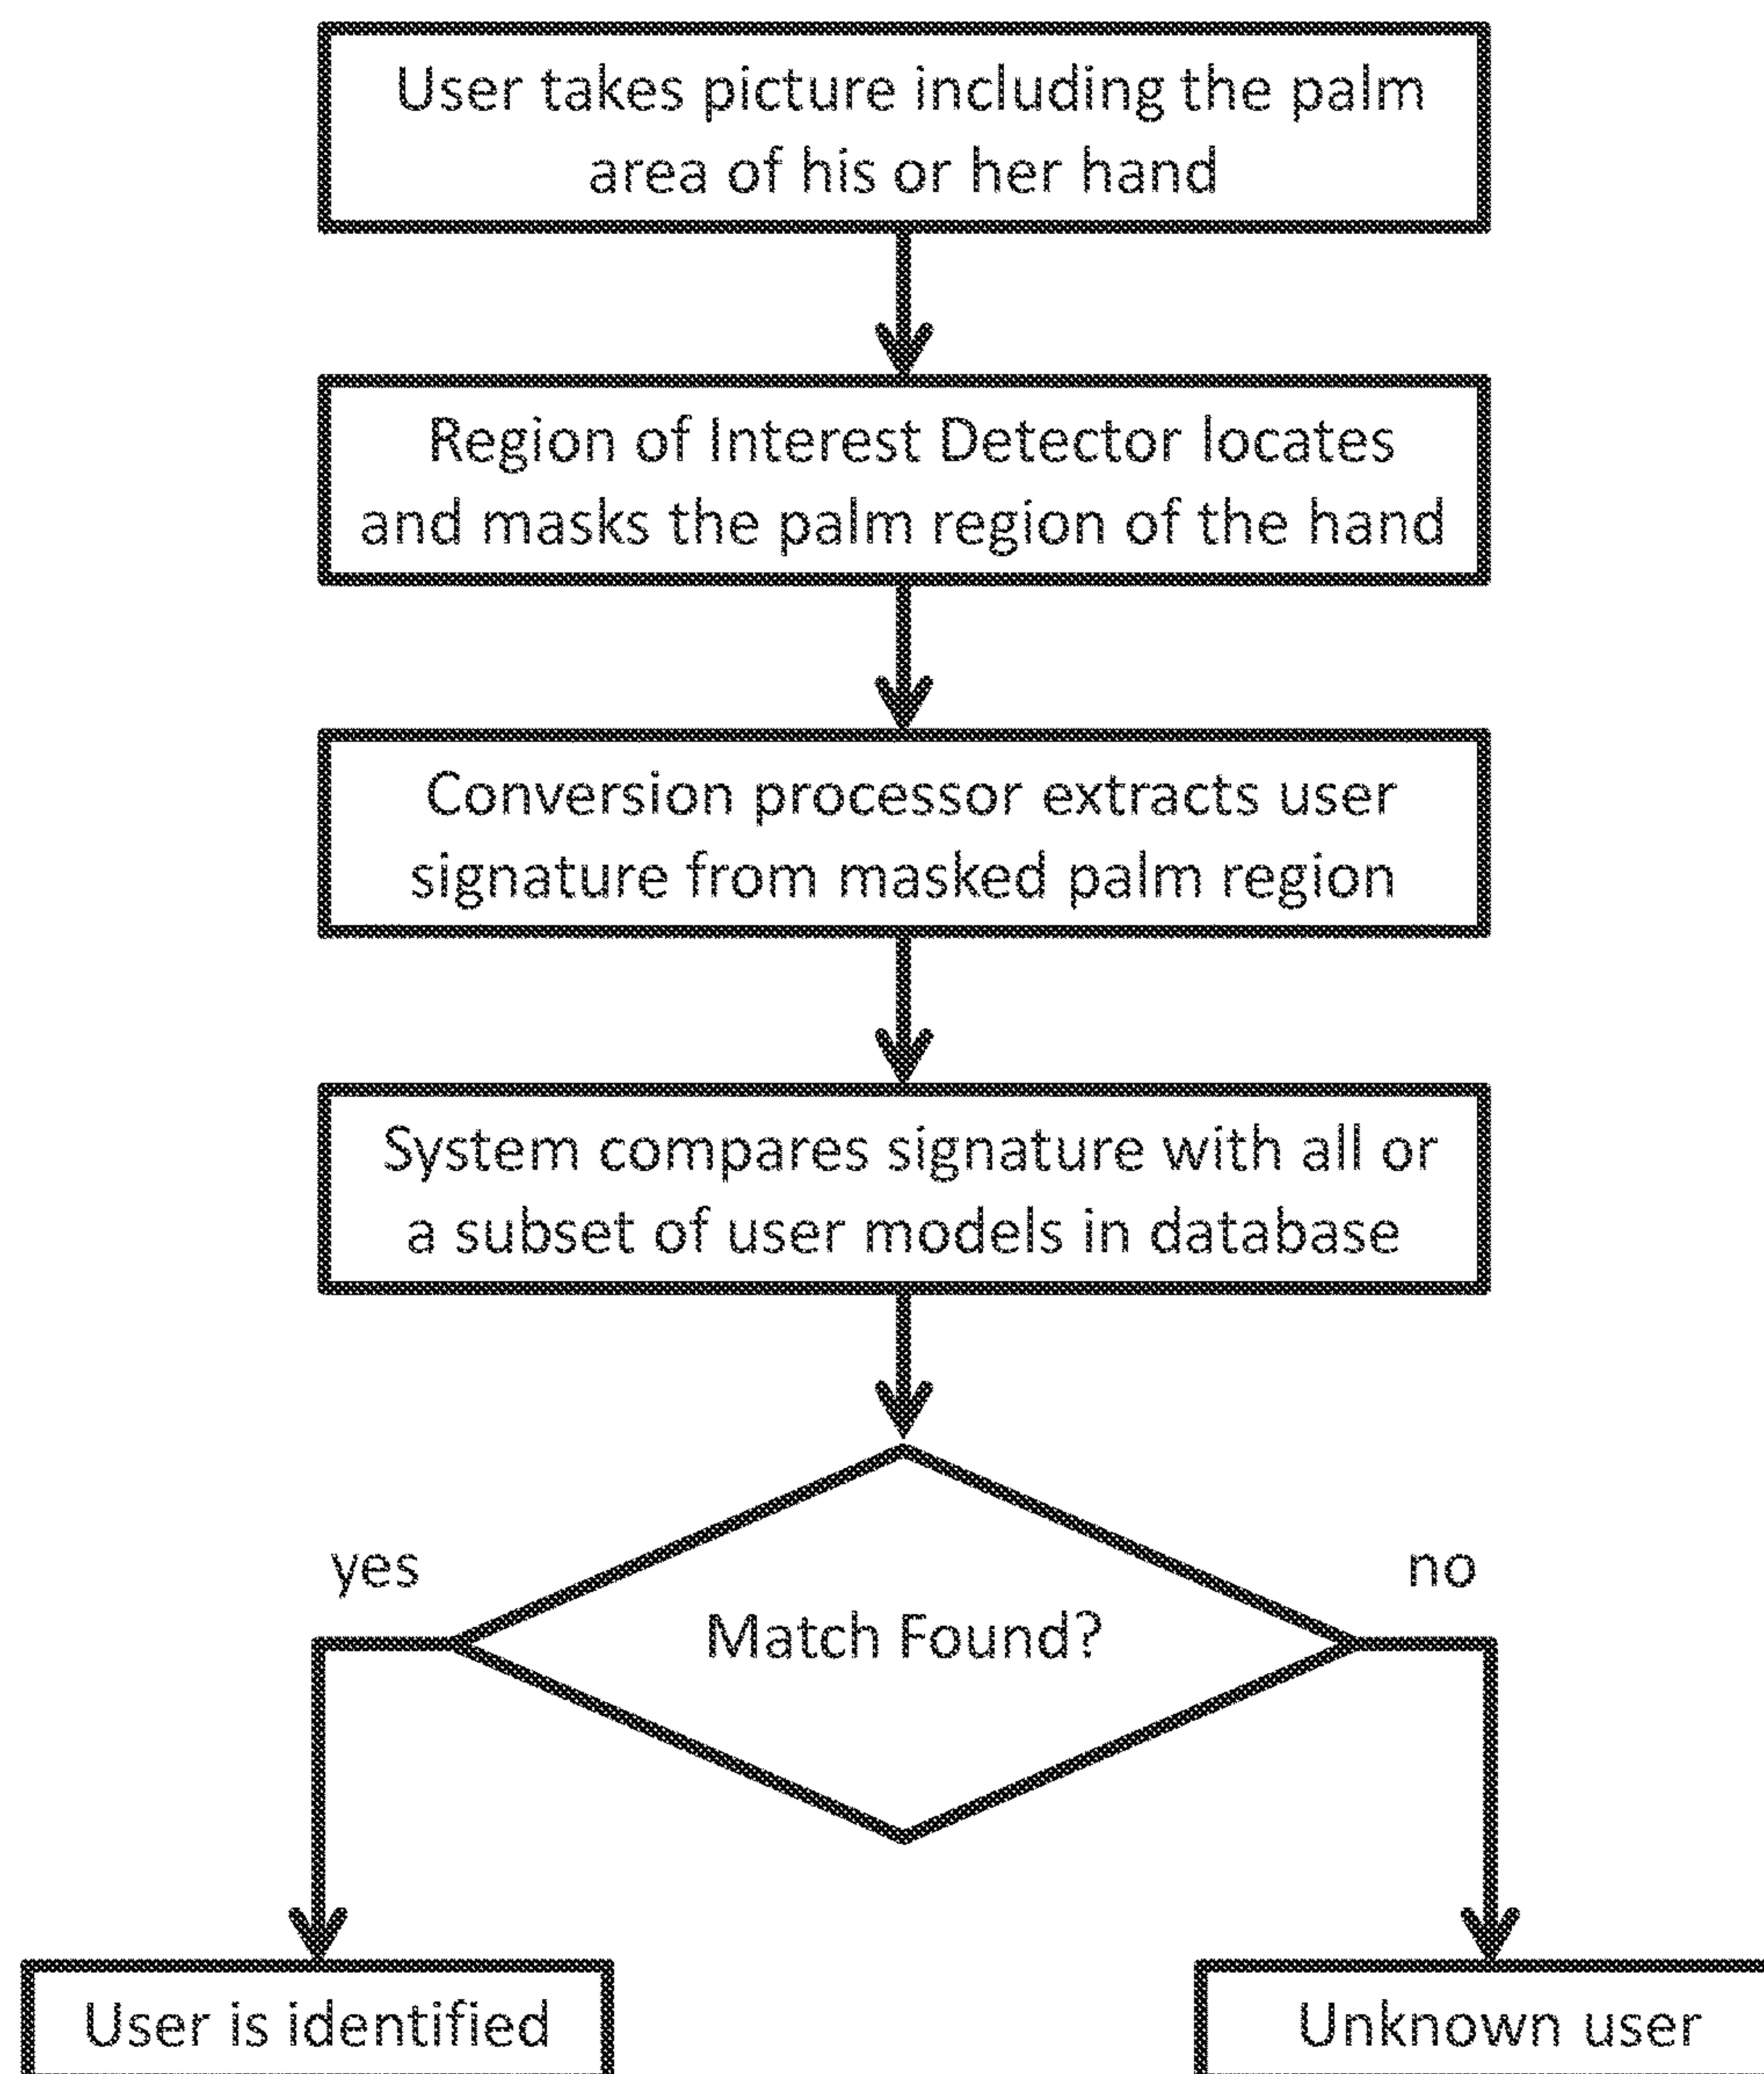 User takes picture including the palm
area of his or her hand
Region of Interest Detector locates
and masks the palm region of the hand
Conversion processor extracts user
signature from masked palm region
System compares signature with all or
a subset of user models in database
yes
no
Match Found?
User is identified
Unknown user